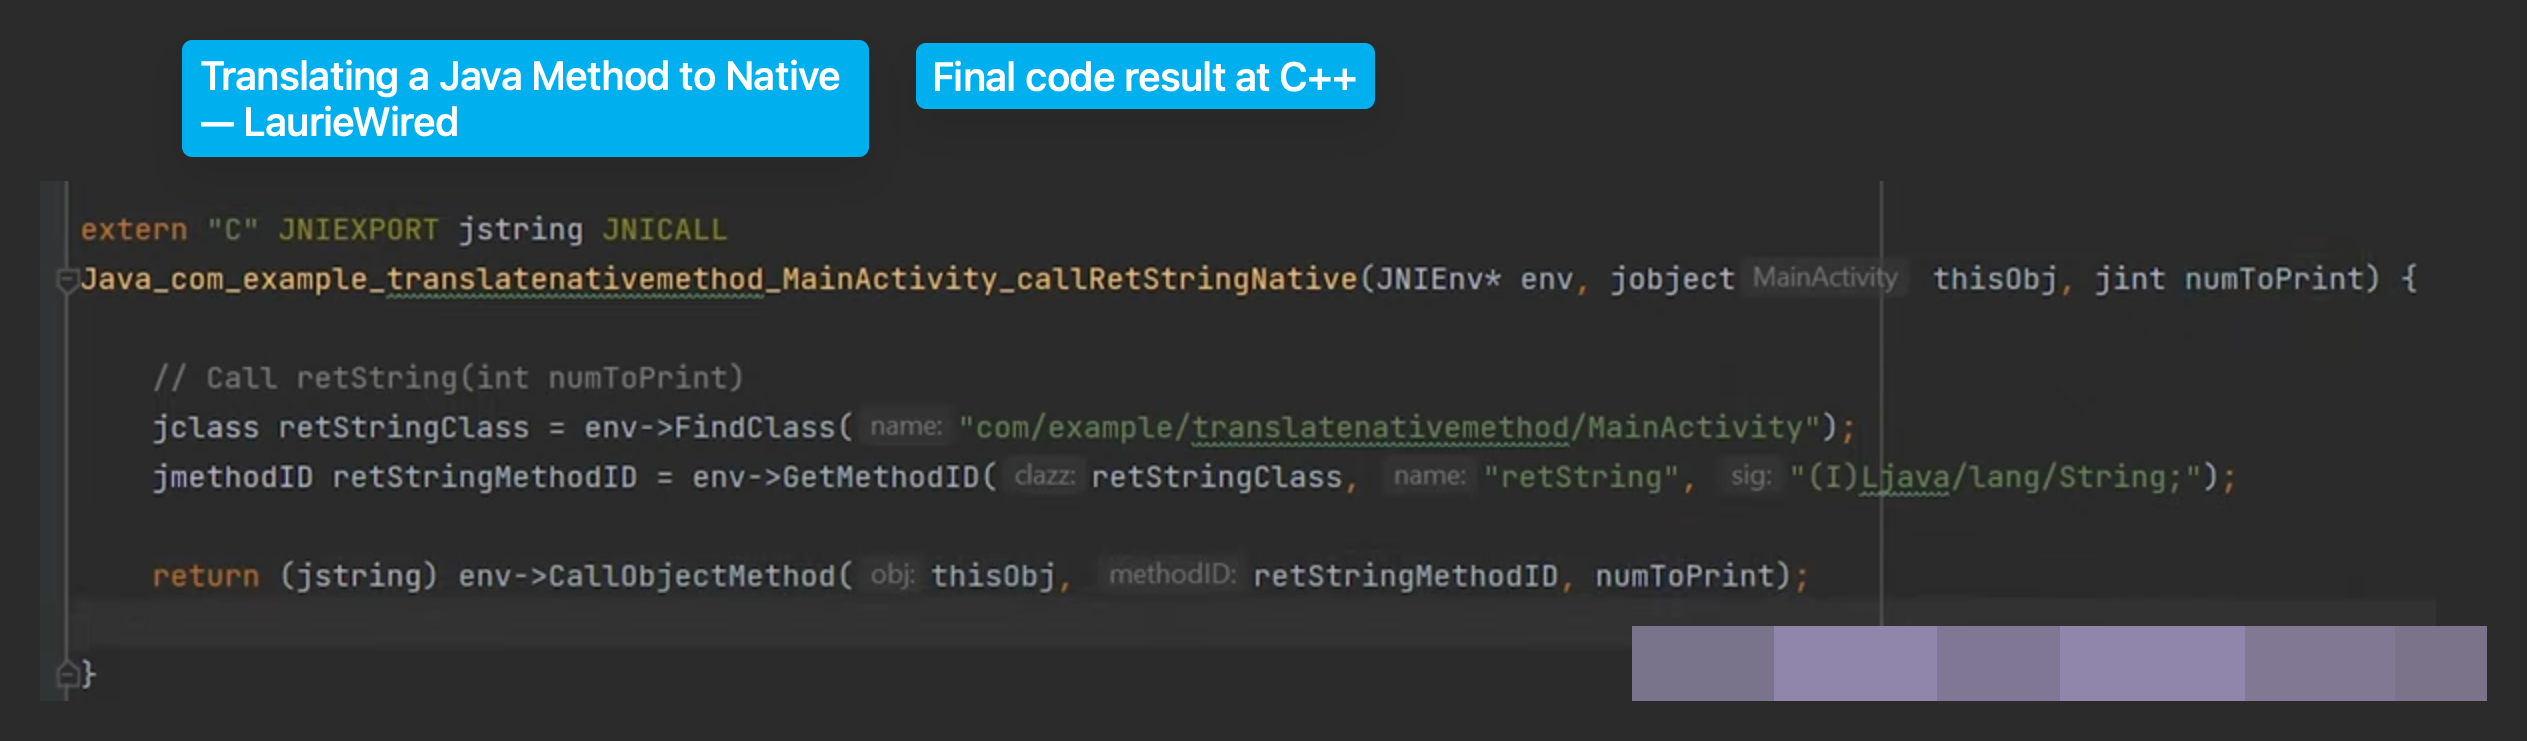 Translating a Java Method to Native
— LaurieWired
Final code result at C++
extern "C" JNIEXPORT jstring JNICALL
Java_com_example_translatenativemethod_MainActivity_callRetStringNative(JNIEnv* env, jobject MainActivity thisObj, jint numToPrint) {
// Call retString(int numToPrint)
jclass retStringClass = env->FindClass( name: "com/example/translatenativemethod/MainActivity");
jmethodID retStringMethodID = env->GetMethodID( clazz: retStringClass, name: "retString", sig: "(I)Ljava/lang/String;");
return (jstring) env->CallObjectMethod( obj: thisObj, methodID: retStringMethodID, numToPrint);
}